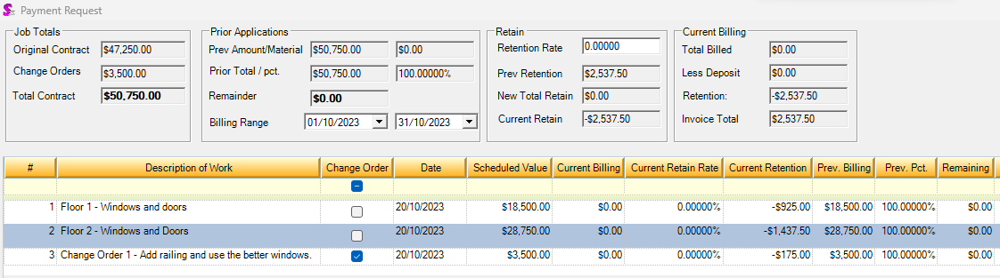 Payment Request
Job Totals
Original Contract $47,250.00
Change Orders $3,500.00
Total Contract $50,750.00
Prior Applications
Prev Amount/Material $50,750.00 $0.00
Prior Total / pct. $50,750.00 100.00000%
Remainder $0.00
Billing Range 01/10/2023 31/10/2023
Retain
Retention Rate 0.00000
Prev Retention $2,537.50
New Total Retain $0.00
Current Retain -$2,537.50
Current Billing
Total Billed $0.00
Less Deposit $0.00
Retention: -$2,537.50
Invoice Total $2,537.50
# Description of Work Change Order Date Scheduled Value Current Billing Current Retain Rate Current Retention Prev. Billing Prev. Pct. Remaining
1 Floor 1 - Windows and doors 20/10/2023 $18,500.00 $0.00 0.00000% -$925.00 $18,500.00 100.00000% $0.00
2 Floor 2 - Windows and Doors 20/10/2023 $28,750.00 $0.00 0.00000% -$1,437.50 $28,750.00 100.00000% $0.00
3 Change Order 1 - Add railing and use the better windows. 20/10/2023 $3,500.00 $0.00 0.00000% -$175.00 $3,500.00 100.00000% $0.00